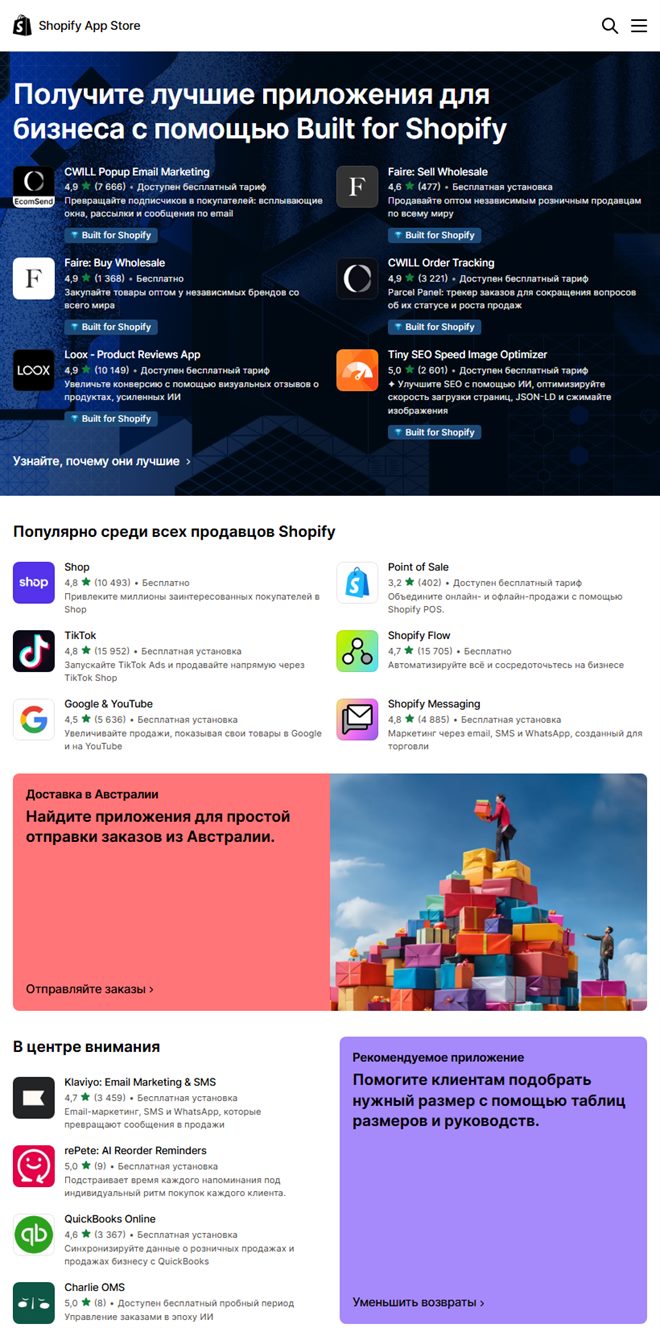 Shopify App Store
Получите лучшие приложения для
бизнеса с помощью Built for Shopify
EcomSend
CWILL Popup Email Marketing
4,9 ★ (7 666) • Доступен бесплатный тариф
Превращайте подписчиков в покупателей: всплывающие
окна, рассылки и сообщения по email
Built for Shopify
F
Faire: Sell Wholesale
4,6 ★ (477) • Бесплатная установка
Продавайте оптом независимым розничным продавцам
по всему миру
Built for Shopify
F
Faire: Buy Wholesale
4,9 ★ (1 368) • Бесплатно
Закупайте товары оптом у независимых брендов со
всего мира
Built for Shopify
CWILL Order Tracking
4,9 ★ (3 221) • Доступен бесплатный тариф
Parcel Panel: трекер заказов для сокращения вопросов
об их статусе и роста продаж
Built for Shopify
LOOX
Loox - Product Reviews App
4,9 ★ (10 149) • Доступен бесплатный тариф
Увеличьте конверсию с помощью визуальных отзывов о
продуктах, усиленных ИИ
Built for Shopify
Tiny SEO Speed Image Optimizer
5,0 ★ (2 601) • Доступен бесплатный тариф
✦ Улучшите SEO с помощью ИИ, оптимизируйте
скорость загрузки страниц, JSON-LD и сжимайте
изображения
Built for Shopify
Узнайте, почему они лучшие ›
Популярно среди всех продавцов Shopify
shop
Shop
4,8 ★ (10 493) • Бесплатно
Привлеките миллионы заинтересованных покупателей в
Shop
Point of Sale
3,2 ★ (402) • Доступен бесплатный тариф
Объедините онлайн- и офлайн-продажи с помощью
Shopify POS.
TikTok
4,8 ★ (15 952) • Бесплатная установка
Запускайте TikTok Ads и продавайте напрямую через
TikTok Shop
Shopify Flow
4,7 ★ (15 705) • Бесплатно
Автоматизируйте всё и сосредоточьтесь на бизнесе
Google & YouTube
4,5 ★ (5 636) • Бесплатная установка
Увеличивайте продажи, показывая свои товары в Google
и на YouTube
Shopify Messaging
4,8 ★ (4 885) • Бесплатная установка
Маркетинг через email, SMS и WhatsApp, созданный для
торговли
Доставка в Австралии
Найдите приложения для простой
отправки заказов из Австралии.
Отправляйте заказы ›
В центре внимания
Klaviyo: Email Marketing & SMS
4,7 ★ (3 459) • Бесплатная установка
Email-маркетинг, SMS и WhatsApp, которые
превращают сообщения в продажи
rePete: AI Reorder Reminders
5,0 ★ (9) • Бесплатная установка
Подстраивает время каждого напоминания под
индивидуальный ритм покупок каждого клиента.
qb
QuickBooks Online
4,6 ★ (3 367) • Бесплатная установка
Синхронизируйте данные о розничных продажах и
продажах бизнесу с QuickBooks
Charlie OMS
5,0 ★ (8) • Доступен бесплатный пробный период
Управление заказами в эпоху ИИ
Рекомендуемое приложение
Помогите клиентам подобрать
нужный размер с помощью таблиц
размеров и руководств.
Уменьшить возвраты ›